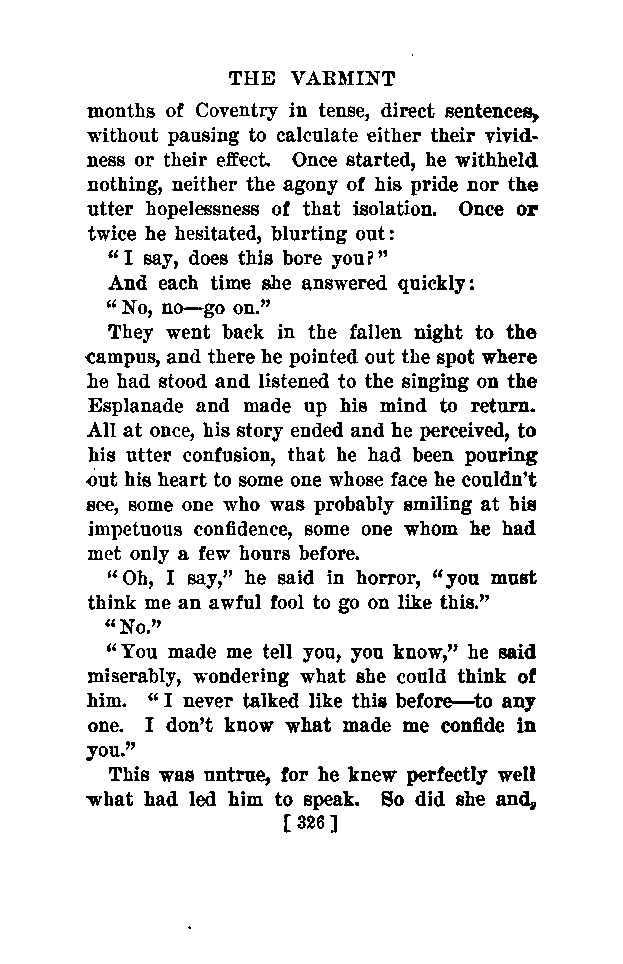 THE VARMINT
months of Coventry in tense, direct sentences,
without pausing to calculate either their vivid-
ness or their effect. Once started, he withheld
nothing, neither the agony of his pride nor the
utter hopelessness of that isolation. Once or
twice he hesitated, blurting out:
"I say, does this bore you?"
And each time she answered quickly:
"No, no—go on."
They went back in the fallen night to the
campus, and there he pointed out the spot where
he had stood and listened to the singing on the
Esplanade and made up his mind to return.
All at once, his story ended and he perceived, to
his utter confusion, that he had been pouring
out his heart to some one whose face he couldn't
see, some one who was probably smiling at his
impetuous confidence, some one whom he had
met only a few hours before.
"Oh, I say," he said in horror, "you must
think me an awful fool to go on like this."
"No."
"You made me tell you, you know," he said
miserably, wondering what she could think of
him. "I never talked like this before—to any
one. I don't know what made me confide in
you."
This was untrue, for he knew perfectly well
what had led him to speak. So did she and,
[326]